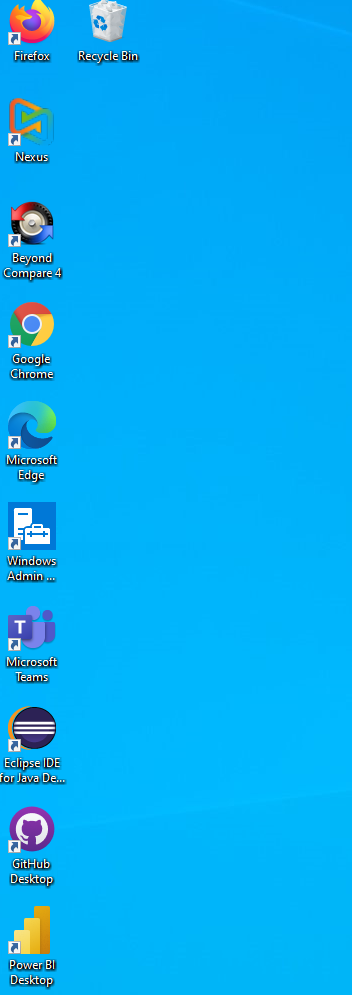 Firefox
Recycle Bin
Nexus
Beyond
Compare 4
Google
Chrome
Microsoft
Edge
Windows
Admin ...
T
Microsoft
Teams
Eclipse IDE
for Java De...
GitHub
Desktop
Power BI
Desktop